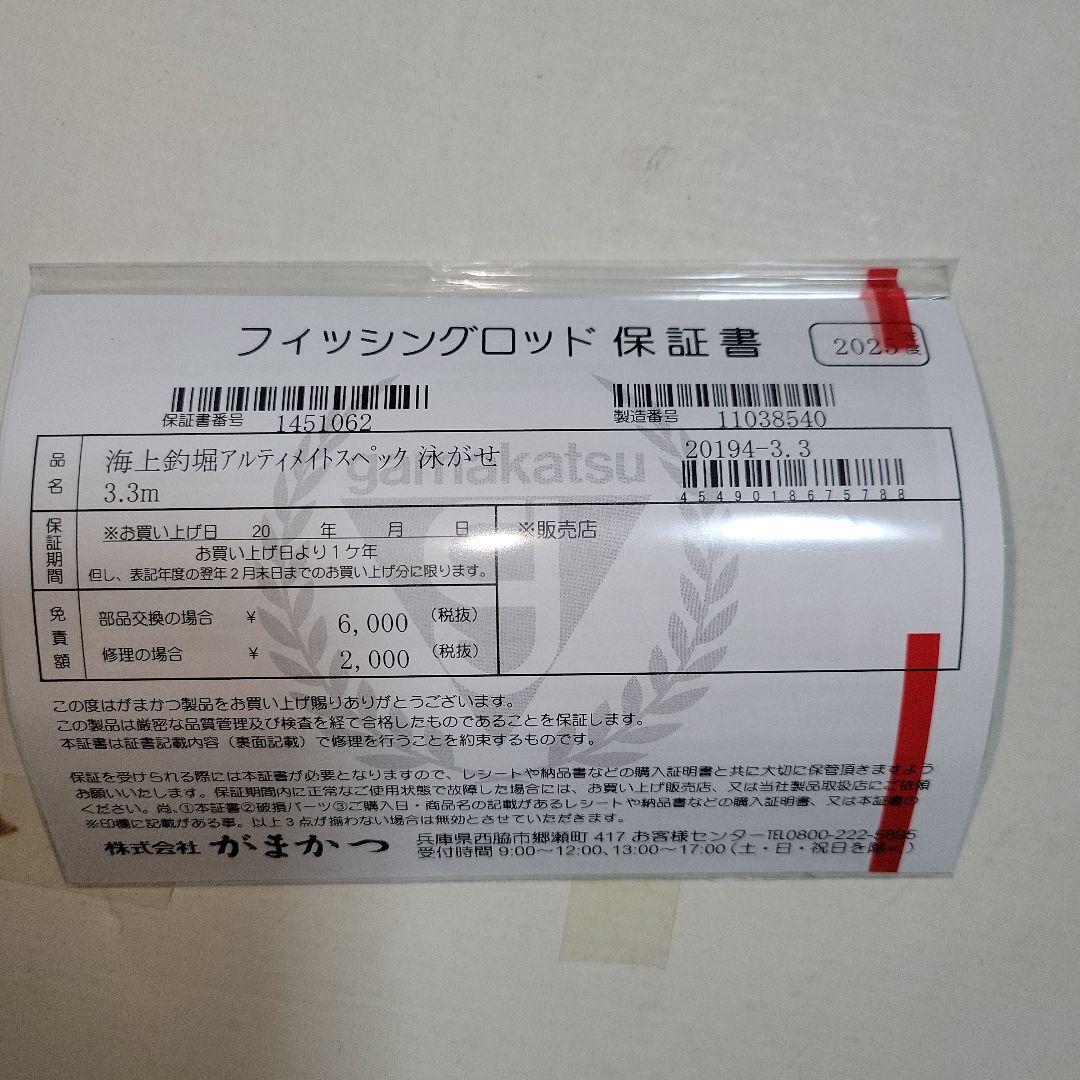 フィッシングロッド 保証書
2025 年度
保証書番号 1451062
製造番号 11038540
品名
海上釣堀アルティメイトスペック 泳がせ
3.3m
20194-3.3
4549018675788
gamakatsu
保証期間
※お買い上げ日 20 年 月 日
お買い上げ日より1ケ年
但し、表記年度の翌年2月末日までのお買い上げ分に限ります。
※販売店
免責額
部品交換の場合 ¥ 6,000 (税抜)
修理の場合 ¥ 2,000 (税抜)
この度はがまかつ製品をお買い上げ賜りありがとうございます。
この製品は厳密な品質管理及び検査を経て合格したものであることを保証します。
本証書は証書記載内容(裏面記載)で修理を行うことを約束するものです。
保証を受けられる際には本証書が必要となりますので、レシートや納品書などの購入証明書と共に大切に保管頂きますよう
お願いいたします。保証期間内に正常なご使用状態で故障した場合には、お買い上げ販売店、又は当社製品取扱店にご依頼
ください。尚、①本証書②破損パーツ③ご購入日・商品名の記載があるレシートや納品書などの購入証明書、又は本証書の
※印欄に記載がある事。以上3点が揃わない場合は無効とさせていただきます。
株式会社 がまかつ
兵庫県西脇市郷瀬町 417 お客様センターTEL0800-222-5895
受付時間 9:00~12:00、13:00~17:00(土・日・祝日を除く)